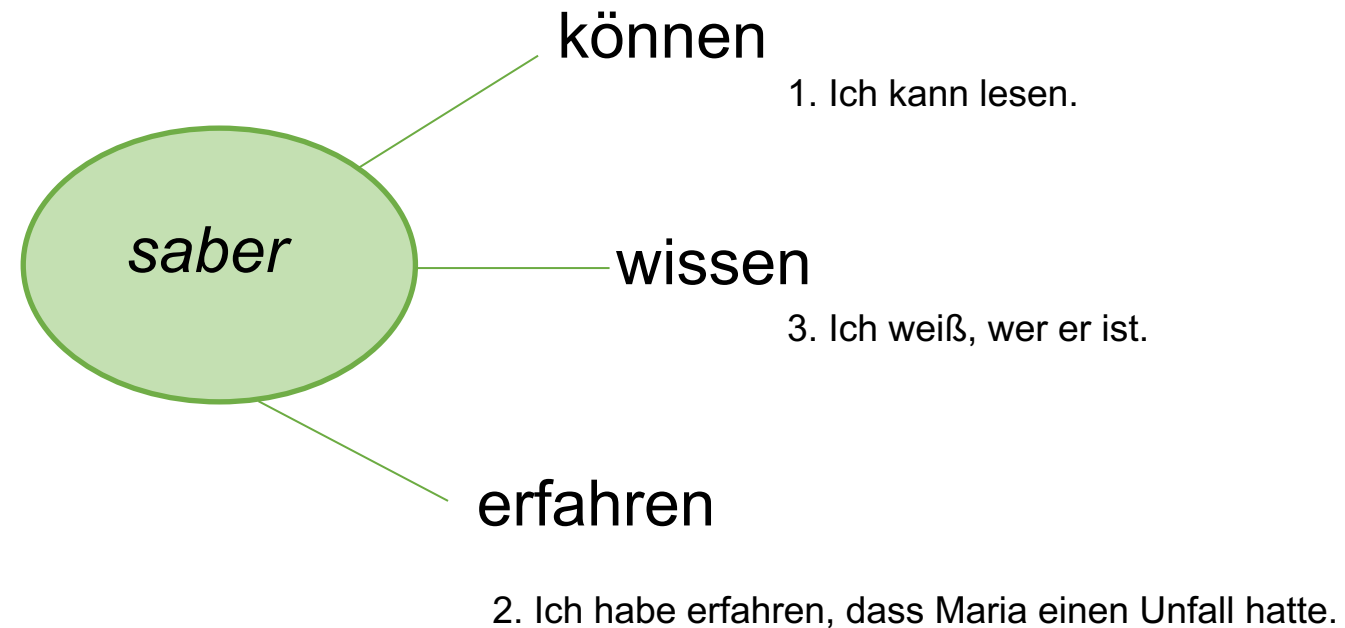 können
1. Ich kann lesen.
saber
wissen
3. Ich weiß, wer er ist.
erfahren
2. Ich habe erfahren, dass Maria einen Unfall hatte.